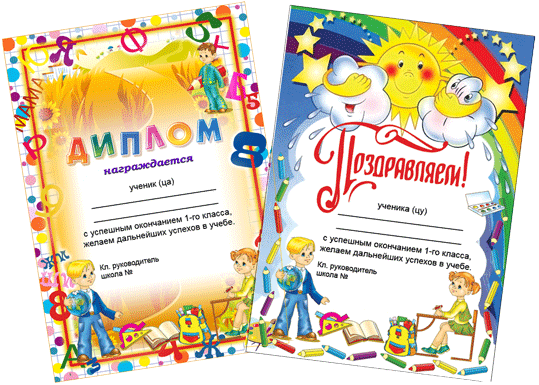 МАМА
ДИПЛОМ
награждается
ученик (ца)
с успешным окончанием 1-го класса,
желаем дальнейших успехов в учебе.
Кл. руководитель
школа №
Поздравляем!
ученика (цу)
с успешным окончанием 1-го класса,
желаем дальнейших успехов в учебе.
Кл. руководитель
школа №